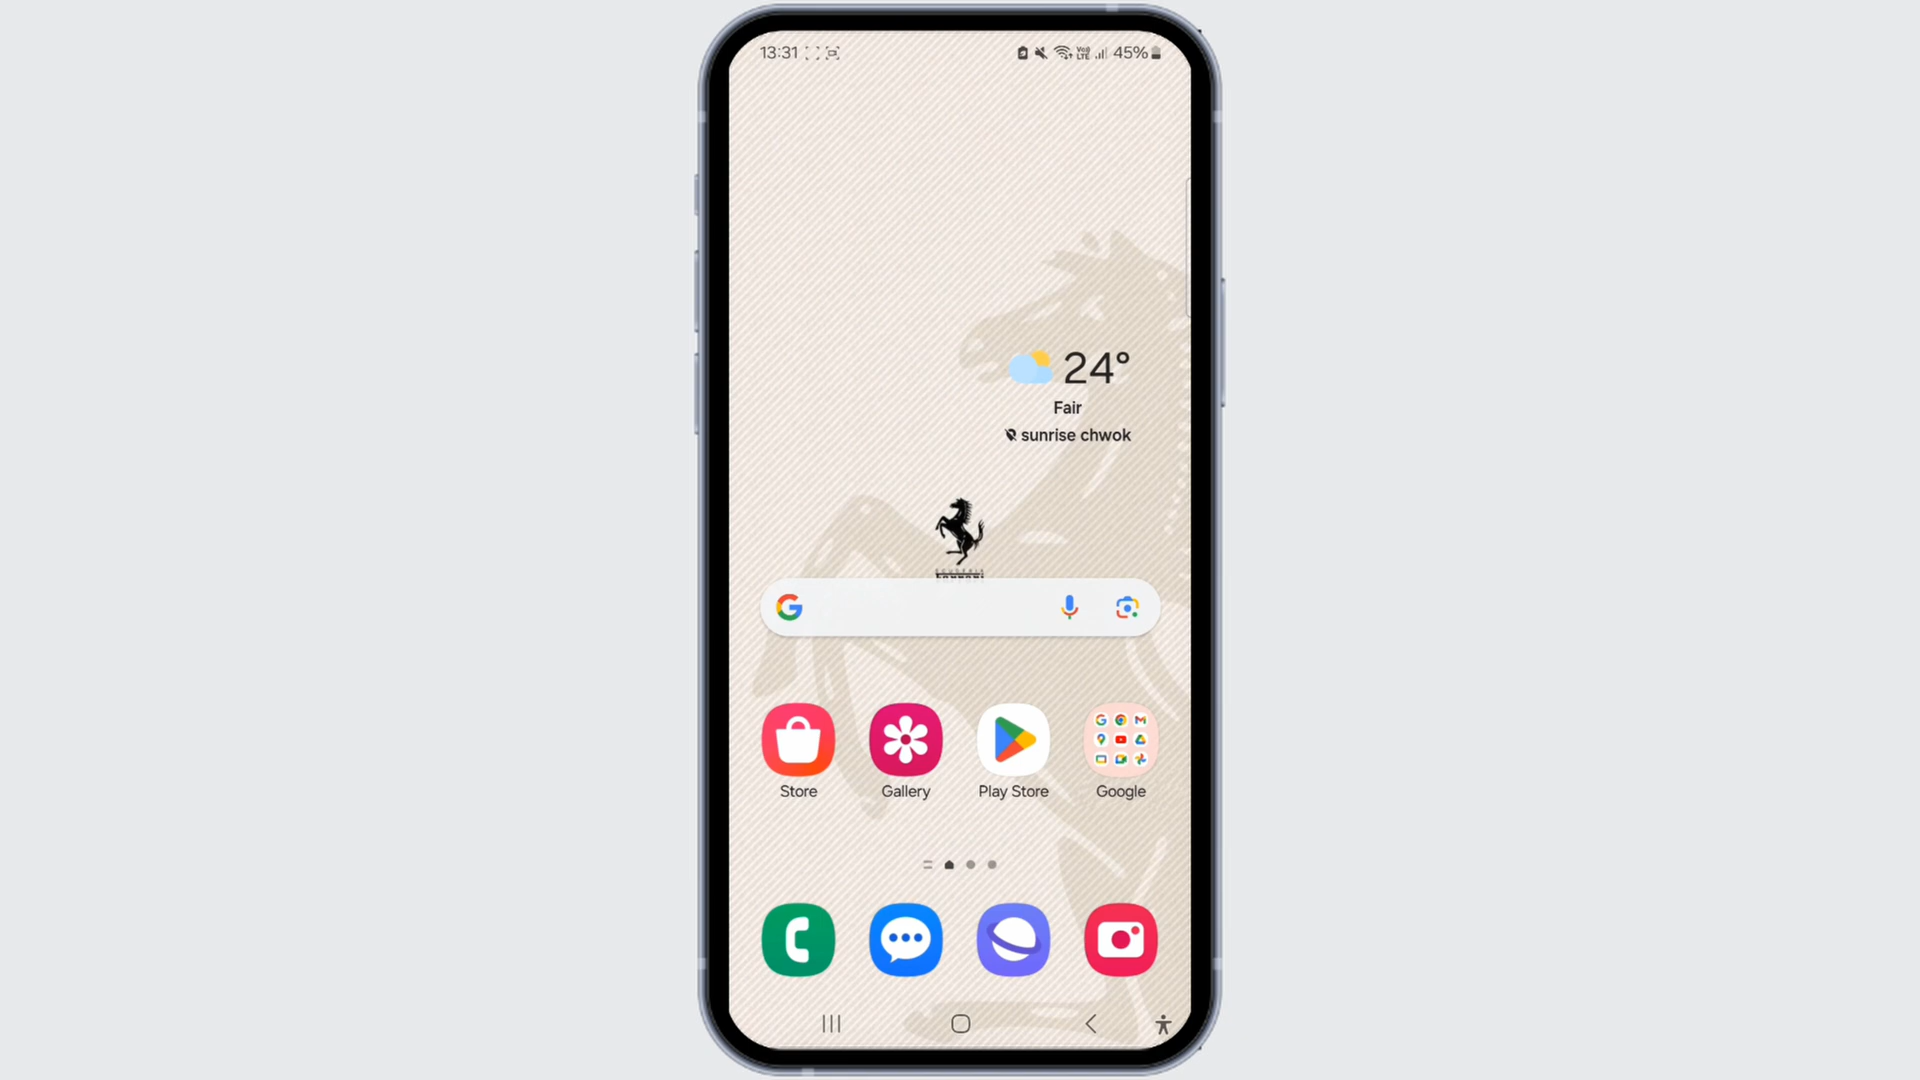 13:31 45%
24°
Fair
sunrise chwok
Store Gallery Play Store Google